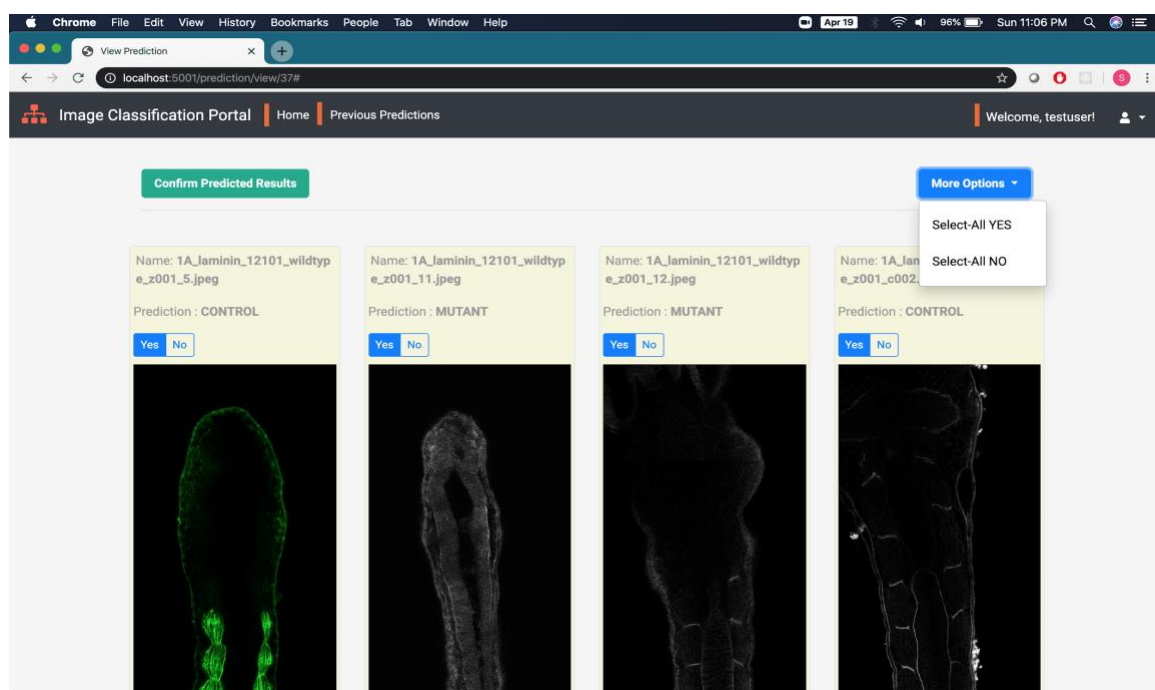 Chrome File Edit View History Bookmarks People Tab Window Help Apr 19 96% Sun 11:06 PM
View Prediction
localhost:5001/prediction/view/37#
S
Image Classification Portal Home Previous Predictions Welcome, testuser!
Confirm Predicted Results More Options
Select-All YES
Select-All NO
Name: 1A_laminin_12101_wildtyp
e_z001_5.jpeg
Prediction : CONTROL
Yes No
Name: 1A_laminin_12101_wildtyp
e_z001_11.jpeg
Prediction : MUTANT
Yes No
Name: 1A_laminin_12101_wildtyp
e_z001_12.jpeg
Prediction : MUTANT
Yes No
Name: 1A_lam
e_z001_c002.
Prediction : CONTROL
Yes No